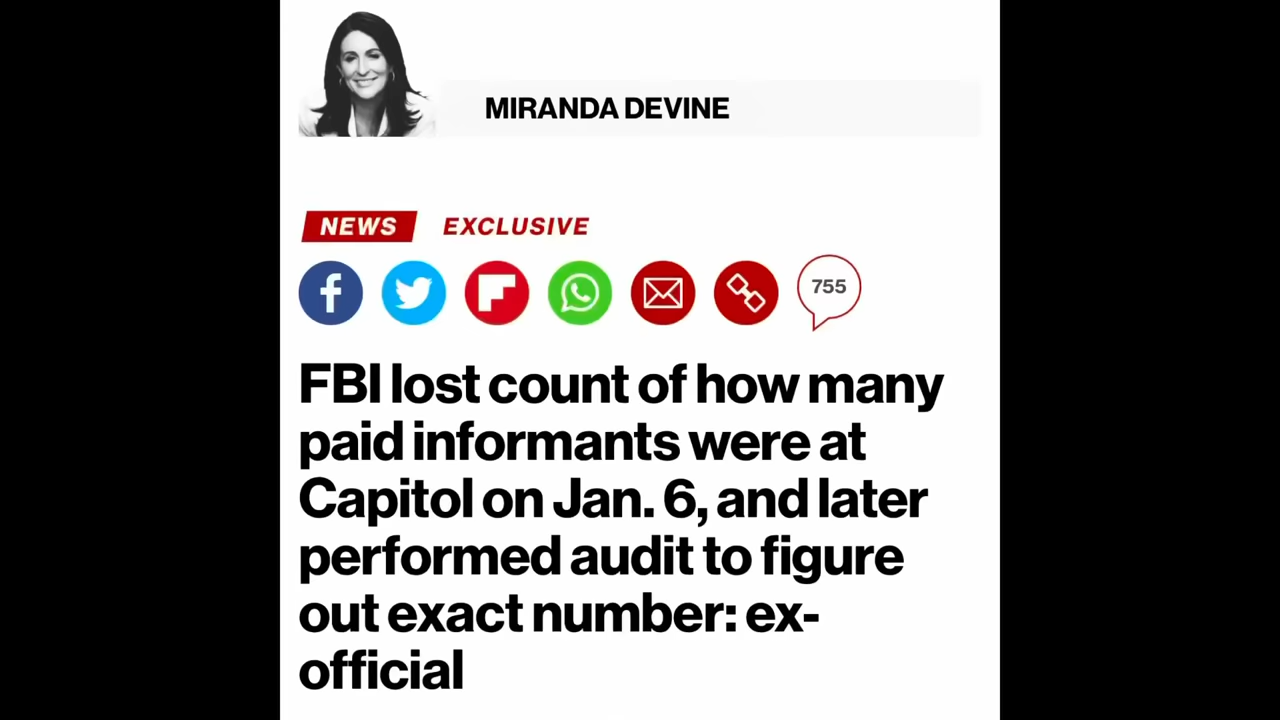 MIRANDA DEVINE
NEWS EXCLUSIVE
755
FBI lost count of how many
paid informants were at
Capitol on Jan. 6, and later
performed audit to figure
out exact number: ex-
official